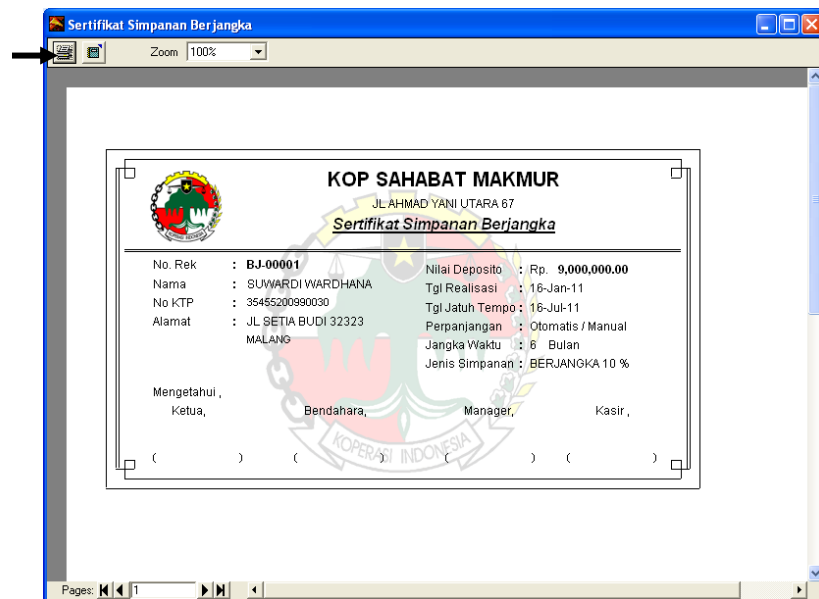 Sertifikat Simpanan Berjangka
Zoom 100%
KOP SAHABAT MAKMUR
JL AHMAD YANI UTARA 67
Sertifikat Simpanan Berjangka
No. Rek : BJ-00001
Nama : SUWARDI WARDHANA
No KTP : 35455200990030
Alamat : JL SETIA BUDI 32323
MALANG
Nilai Deposito : Rp. 9,000,000.00
Tgl Realisasi : 16-Jan-11
Tgl Jatuh Tempo : 16-Jul-11
Perpanjangan : Otomatis / Manual
Jangka Waktu : 6 Bulan
Jenis Simpanan : BERJANGKA 10 %
Mengetahui ,
Ketua, Bendahara, Manager, Kasir ,
( ) ( ) ( ) ( )
KOPERASI INDONESIA
Pages: 1